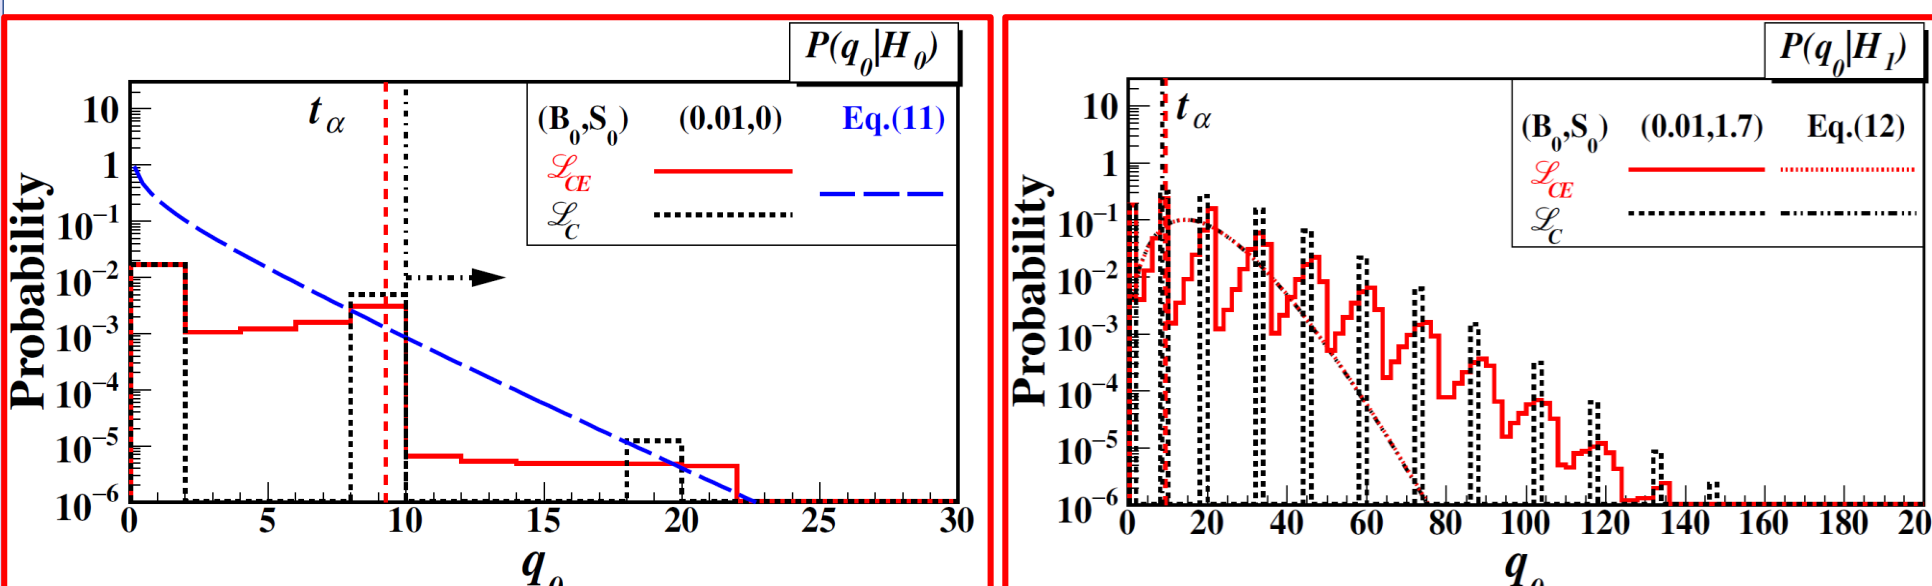 P(q0|H0)
tα
(B0,S0) (0.01,0) Eq.(11)
ℒCE
ℒC
Probability
10
1
10−1
10−2
10−3
10−4
10−5
10−6
0 5 10 15 20 25 30
q0
P(q0|H1)
tα
(B0,S0) (0.01,1.7) Eq.(12)
ℒCE
ℒC
Probability
10
1
10−1
10−2
10−3
10−4
10−5
10−6
0 20 40 60 80 100 120 140 160 180 20
q0